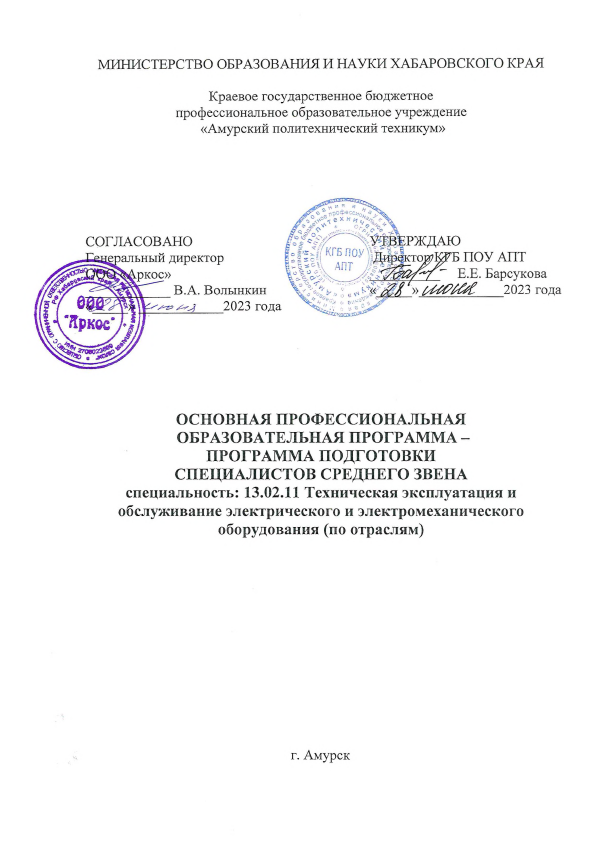 МИНИСТЕРСТВО ОБРАЗОВАНИЯ И НАУКИ ХАБАРОВСКОГО КРАЯ
Краевое государственное бюджетное
профессиональное образовательное учреждение
«Амурский политехнический техникум»
СОГЛАСОВАНО
Генеральный директор
ООО «Аркос»
В.А. Волынкин
июня 2023 года
ООО
"Аркос"
УТВЕРЖДАЮ
Директор КГБ ПОУ АПТ
Е.Е. Барсукова
« 28 » июня 2023 года
КГБ ПОУ
АПТ
ОСНОВНАЯ ПРОФЕССИОНАЛЬНАЯ
ОБРАЗОВАТЕЛЬНАЯ ПРОГРАММА –
ПРОГРАММА ПОДГОТОВКИ
СПЕЦИАЛИСТОВ СРЕДНЕГО ЗВЕНА
специальность: 13.02.11 Техническая эксплуатация и
обслуживание электрического и электромеханического
оборудования (по отраслям)
г. Амурск